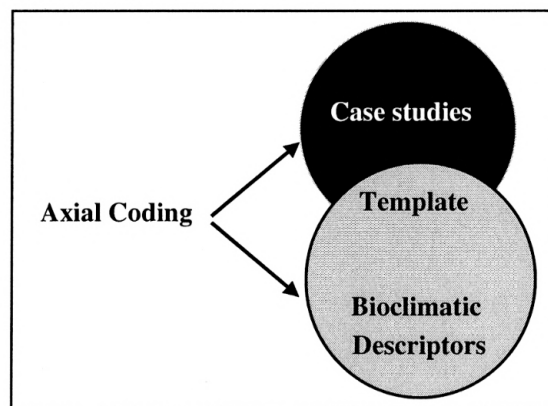 Case studies
Axial Coding
Template
Bioclimatic
Descriptors